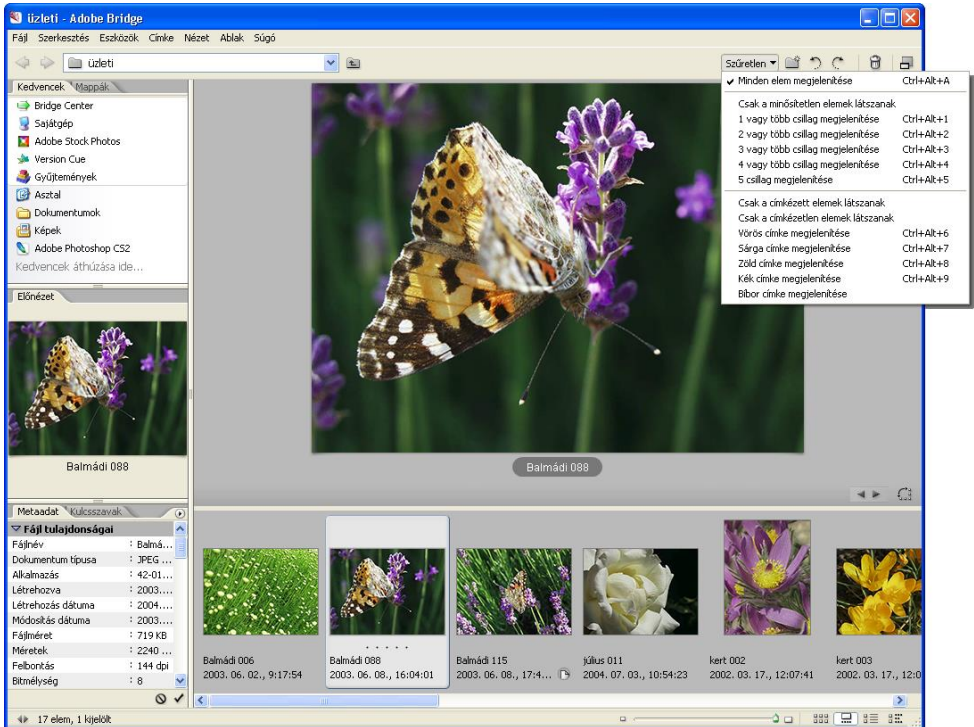 üzleti - Adobe Bridge
Fájl Szerkesztés Eszközök Címke Nézet Ablak Súgó
üzleti
Szűretlen
Kedvencek Mappák
Bridge Center
Sajátgép
Adobe Stock Photos
Version Cue
Gyűjtemények
Asztal
Dokumentumok
Képek
Adobe Photoshop CS2
Kedvencek áthúzása ide...
Minden elem megjelenítése Ctrl+Alt+A
Csak a minősítetlen elemek látszanak
1 vagy több csillag megjelenítése Ctrl+Alt+1
2 vagy több csillag megjelenítése Ctrl+Alt+2
3 vagy több csillag megjelenítése Ctrl+Alt+3
4 vagy több csillag megjelenítése Ctrl+Alt+4
5 csillag megjelenítése Ctrl+Alt+5
Csak a címkézett elemek látszanak
Csak a címkézetlen elemek látszanak
Vörös címke megjelenítése Ctrl+Alt+6
Sárga címke megjelenítése Ctrl+Alt+7
Zöld címke megjelenítése Ctrl+Alt+8
Kék címke megjelenítése Ctrl+Alt+9
Bíbor címke megjelenítése
Előnézet
Balmádi 088
Balmádi 088
Metaadat Kulcsszavak
Fájl tulajdonságai
Fájlnév : Balmá...
Dokumentum típusa : JPEG ...
Alkalmazás : 42-01...
Létrehozva : 2003....
Létrehozás dátuma : 2004....
Módosítás dátuma : 2003....
Fájlméret : 719 KB
Méretek : 2240 ...
Felbontás : 144 dpi
Bitmélység : 8
Balmádi 006
2003. 06. 02., 9:17:54
Balmádi 088
2003. 06. 08., 16:04:01
Balmádi 115
2003. 06. 08., 17:4...
július 011
2004. 07. 03., 10:54:23
kert 002
2002. 03. 17., 12:07:41
kert 003
2002. 03. 17., 12:0
17 elem, 1 kijelölt